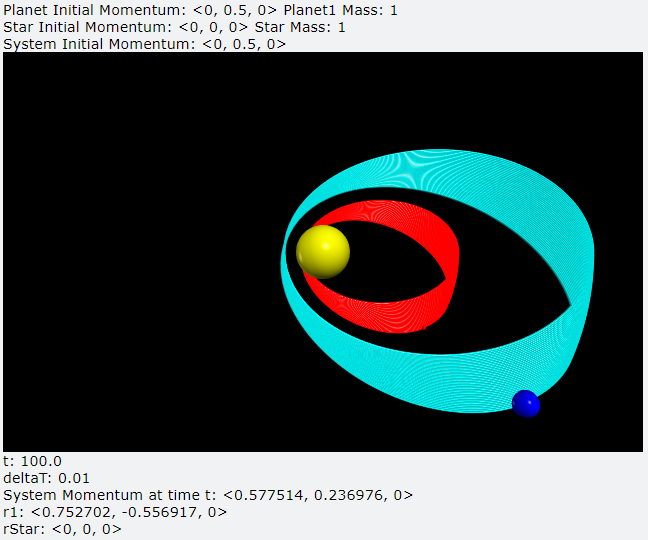 Planet Initial Momentum: <0, 0.5, 0> Planet1 Mass: 1
Star Initial Momentum: <0, 0, 0> Star Mass: 1
System Initial Momentum: <0, 0.5, 0>
t: 100.0
deltaT: 0.01
System Momentum at time t: <0.577514, 0.236976, 0>
r1: <0.752702, -0.556917, 0>
rStar: <0, 0, 0>